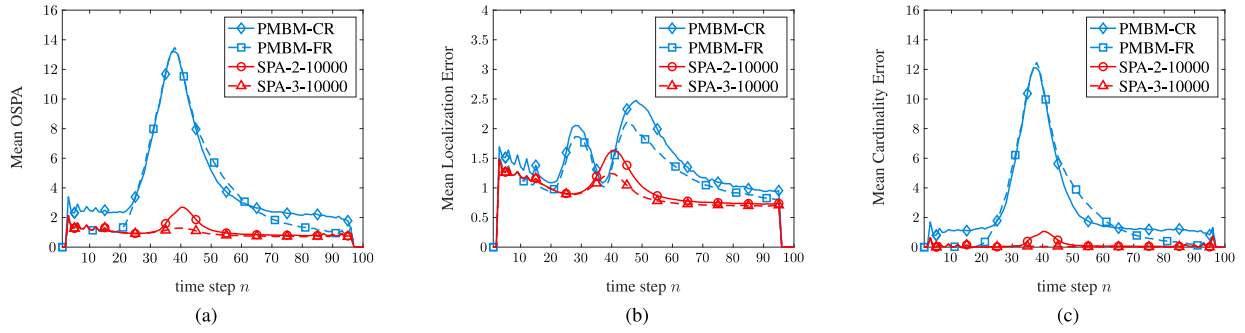 16
14
12
10
8
6
4
2
0
Mean OSPA
PMBM-CR
PMBM-FR
SPA-2-10000
SPA-3-10000
10 20 30 40 50 60 70 80 90 100
time step n
(a)
4
3.5
3
2.5
2
1.5
1
0.5
0
Mean Localization Error
PMBM-CR
PMBM-FR
SPA-2-10000
SPA-3-10000
10 20 30 40 50 60 70 80 90 100
time step n
(b)
16
14
12
10
8
6
4
2
0
Mean Cardinality Error
PMBM-CR
PMBM-FR
SPA-2-10000
SPA-3-10000
10 20 30 40 50 60 70 80 90 100
time step n
(c)